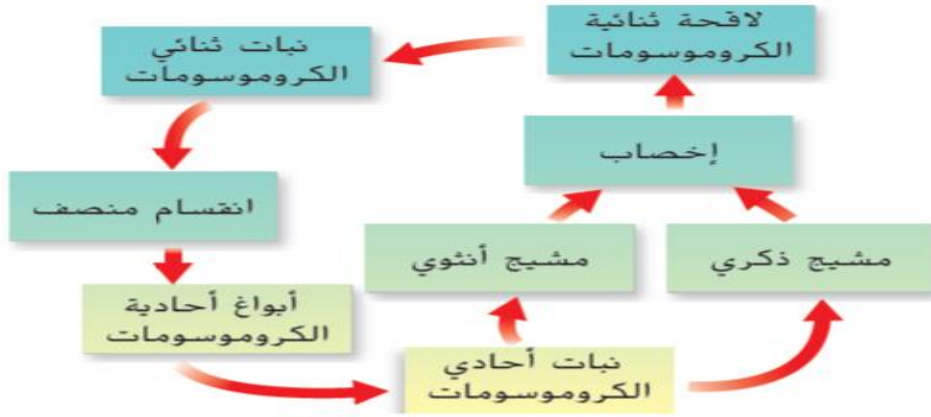 لاقحة ثنائية
الكروموسومات
نبات ثنائي
الكروموسومات
إخصاب
انقسام منصف
مشيج ذكري
مشيج أنثوي
أبواغ أحادية
الكروموسومات
نبات أحادي
الكروموسومات